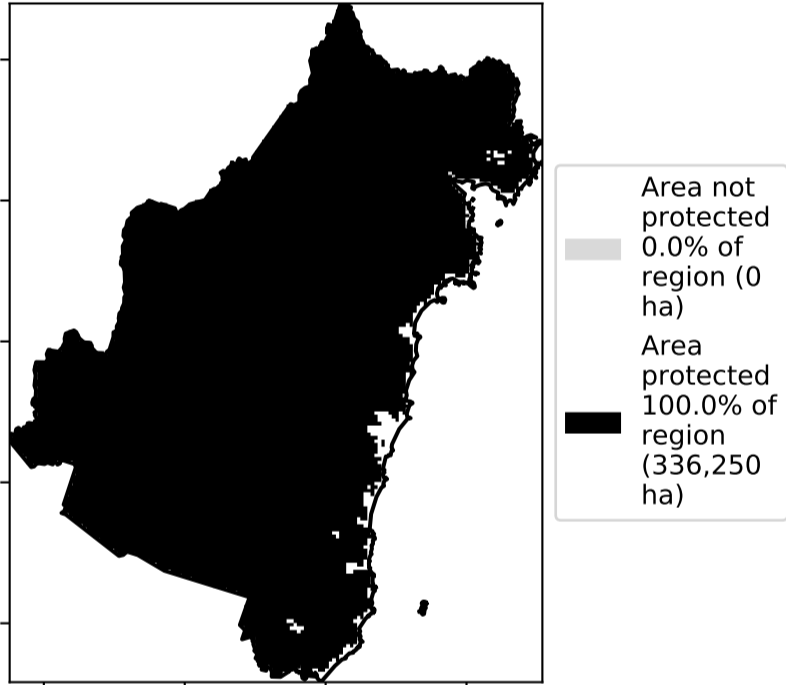 Area not
protected
0.0% of
region (0
ha)
Area
protected
100.0% of
region
(336,250
ha)